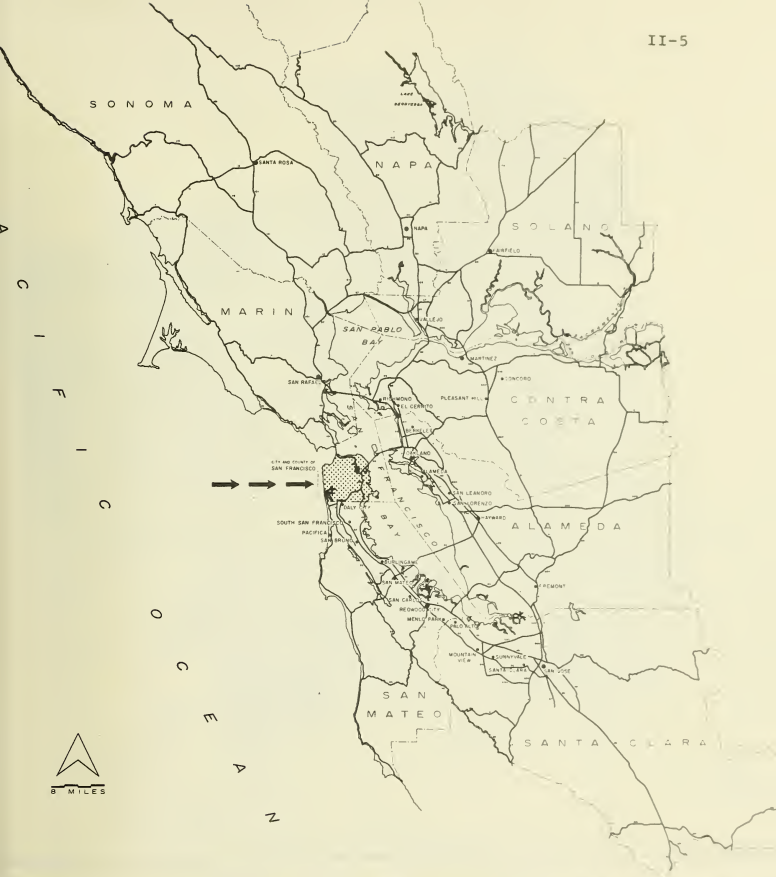 II-5
SONOMA
LAKE
BERRYESSA
SANTA ROSA
NAPA
NAPA
SOLANO
FAIRFIELD
MARIN
SAN PABLO
BAY
VALLEJO
MARTINEZ
SAN RAFAEL
CONCORD
RICHMOND
PLEASANT HILL
EL CERRITO
CONTRA
COSTA
BERKELEY
OAKLAND
CITY AND COUNTY OF
SAN FRANCISCO
ALAMEDA
SAN FRANCISCO BAY
SAN LEANDRO
SAN LORENZO
DALY CITY
HAYWARD
ALAMEDA
SOUTH SAN FRANCISCO
PACIFICA
SAN BRUNO
BURLINGAME
SAN MATEO
FREMONT
SAN CARLOS
REDWOOD CITY
MENLO PARK
PALO ALTO
MOUNTAIN
VIEW
SUNNYVALE
SANTA CLARA
SAN JOSE
SAN
MATEO
SANTA CLARA
ACIFIC OCEAN
8 MILES